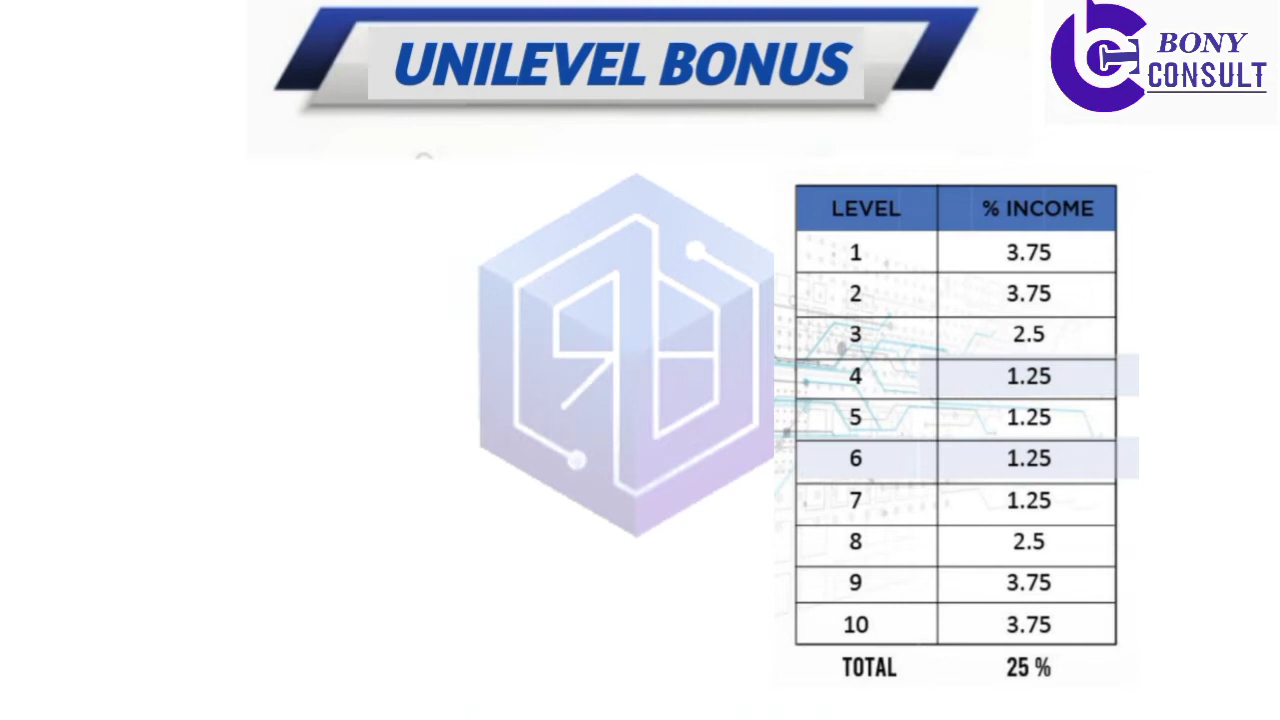 UNILEVEL BONUS
BONY
CONSULT
LEVEL % INCOME
1 3.75
2 3.75
3 2.5
4 1.25
5 1.25
6 1.25
7 1.25
8 2.5
9 3.75
10 3.75
TOTAL 25 %